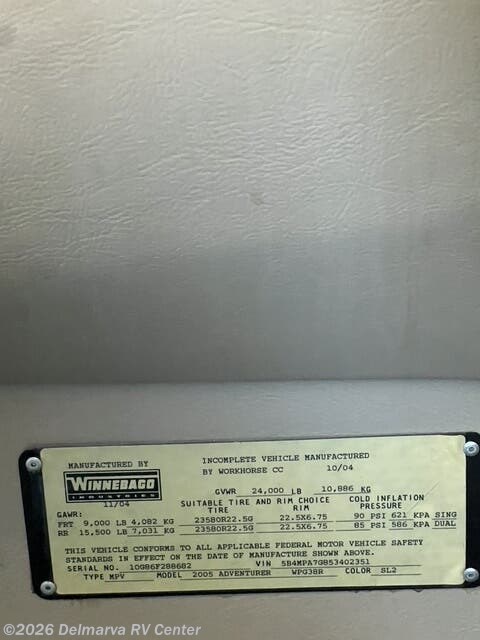 MANUFACTURED BY
WINNEBAGO
INDUSTRIES
11/04
INCOMPLETE VEHICLE MANUFACTURED
BY WORKHORSE CC 10/04
GVWR 24,000 LB 10,886 KG
SUITABLE TIRE AND RIM CHOICE COLD INFLATION
GAWR: TIRE RIM PRESSURE
FRT 9,000 LB 4,082 KG 23580R22.5G 22.5X6.75 90 PSI 621 KPA SING
RR 15,500 LB 7,031 KG 23580R22.5G 22.5X6.75 85 PSI 586 KPA DUAL
THIS VEHICLE CONFORMS TO ALL APPLICABLE FEDERAL MOTOR VEHICLE SAFETY
STANDARDS IN EFFECT ON THE DATE OF MANUFACTURE SHOWN ABOVE.
SERIAL NO. 10G86F288682 VIN 5B4MPA7G853402351
TYPE MPV MODEL 2005 ADVENTURER WPG38R COLOR SL2
©2026 Delmarva RV Center